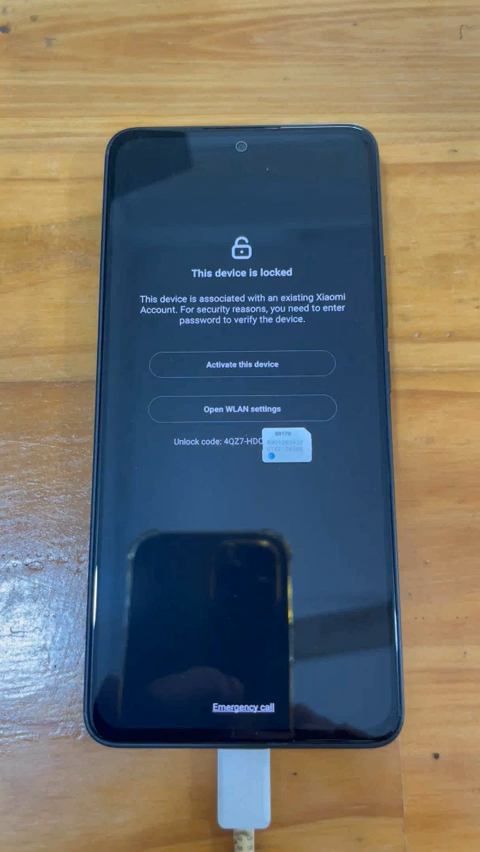 This device is locked
This device is associated with an existing Xiaomi
Account. For security reasons, you need to enter
password to verify the device.
Activate this device
Open WLAN settings
Unlock code: 4QZ7-HDC
Emergency call